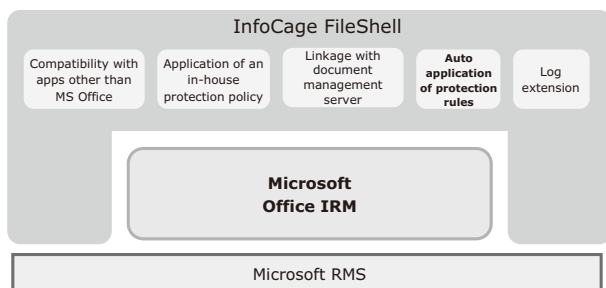 InfoCage FileShell
Compatibility with
apps other than
MS Office
Application of an
in-house
protection policy
Linkage with
document
management
server
Auto
application
of protection
rules
Log
extension
Microsoft
Office IRM
Microsoft RMS